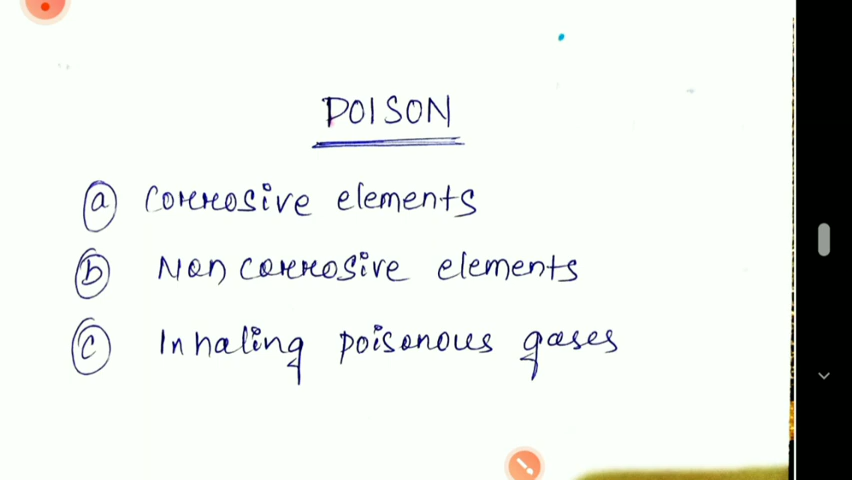 POISON
(a) Corrosive elements
(b) Non corrosive elements
(c) Inhaling poisonous gases